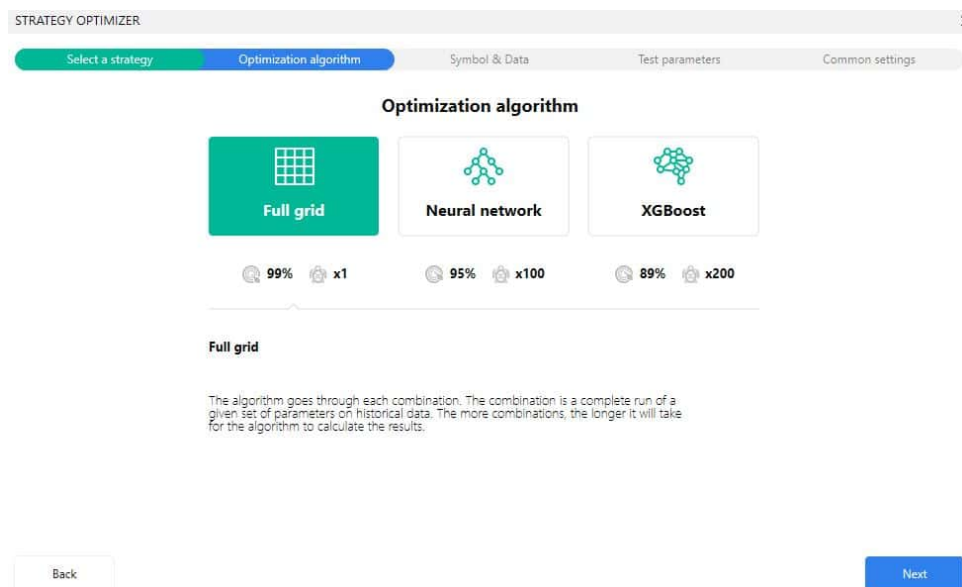 STRATEGY OPTIMIZER
Select a strategy
Optimization algorithm
Symbol & Data
Test parameters
Common settings
Optimization algorithm
Full grid
Neural network
XGBoost
99% x1
95% x100
89% x200
Full grid
The algorithm goes through each combination. The combination is a complete run of a
given set of parameters on historical data. The more combinations, the longer it will take
for the algorithm to calculate the results.
Back
Next